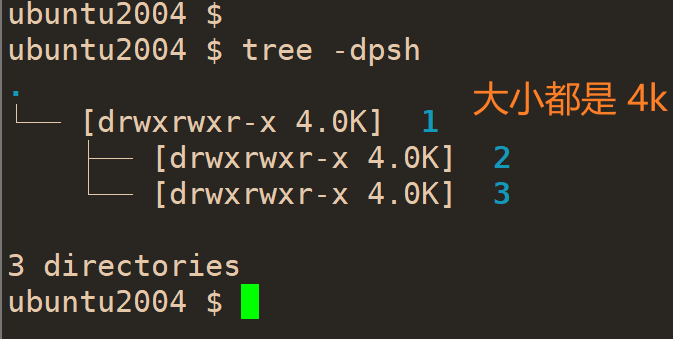 ubuntu2004 $
ubuntu2004 $ tree -dpsh
.
└── [drwxrwxr-x 4.0K]  1
大小都是 4k
    ├── [drwxrwxr-x 4.0K]  2
    └── [drwxrwxr-x 4.0K]  3
3 directories
ubuntu2004 $